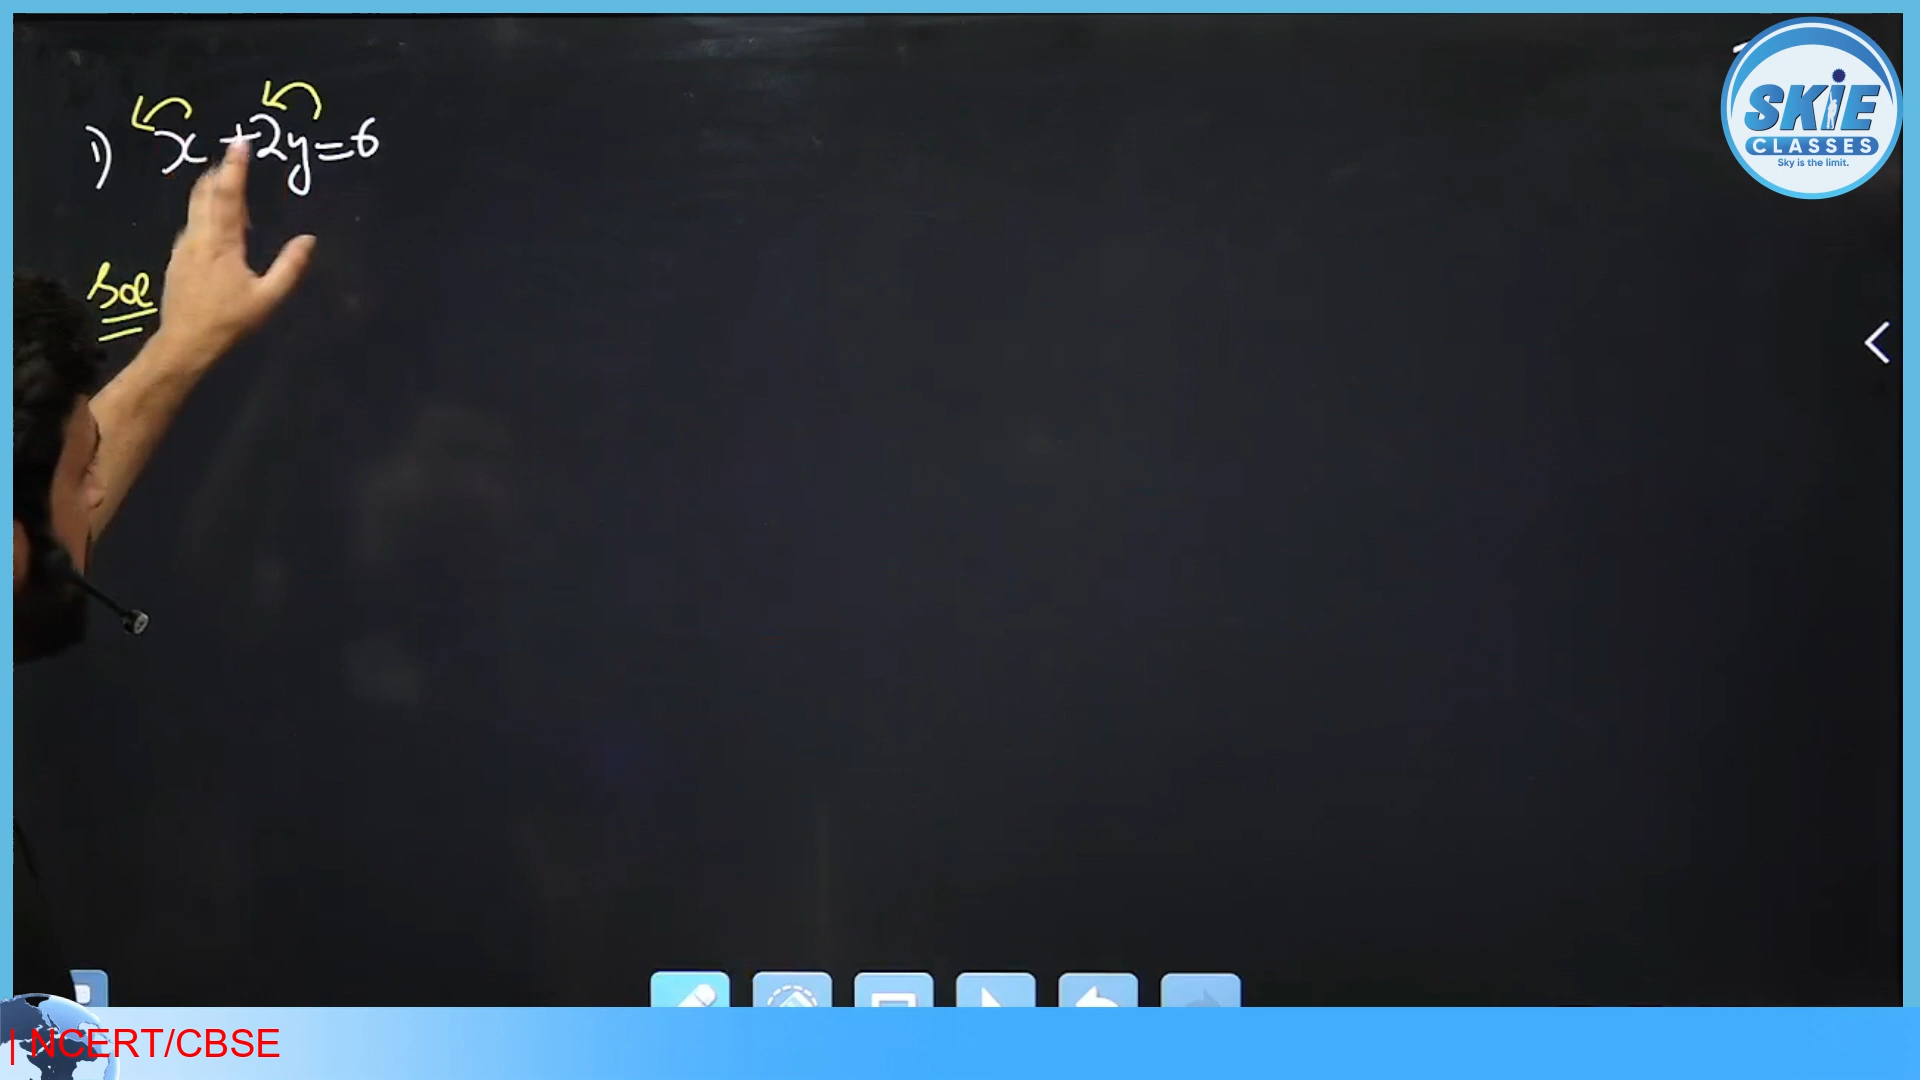 1) x + 2y = 6
Sol
SKIE
CLASSES
Sky is the limit.
| NCERT/CBSE